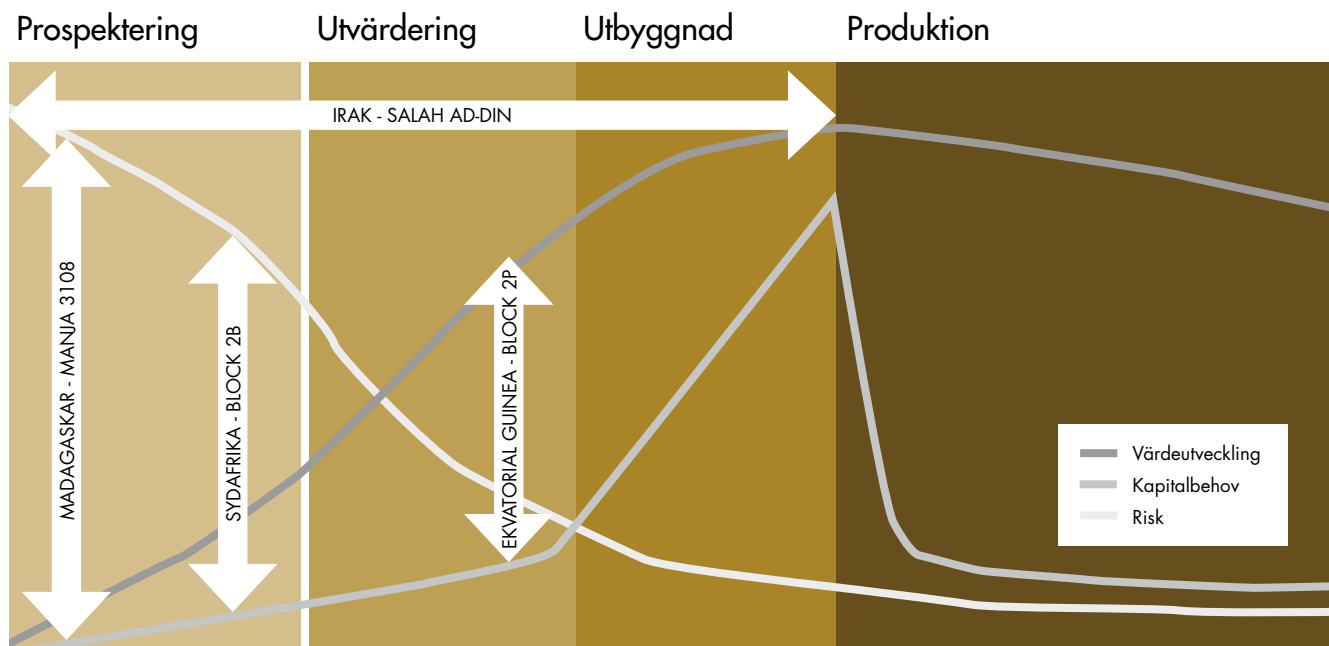 Prospektering
Utvärdering
Utbyggnad
Produktion
IRAK - SALAH AD-DIN
MADAGASKAR - MANJA 3108
SYDAFRIKA - BLOCK 2B
EKVATORIAL GUINEA - BLOCK 2P
Värdeutveckling
Kapitalbehov
Risk